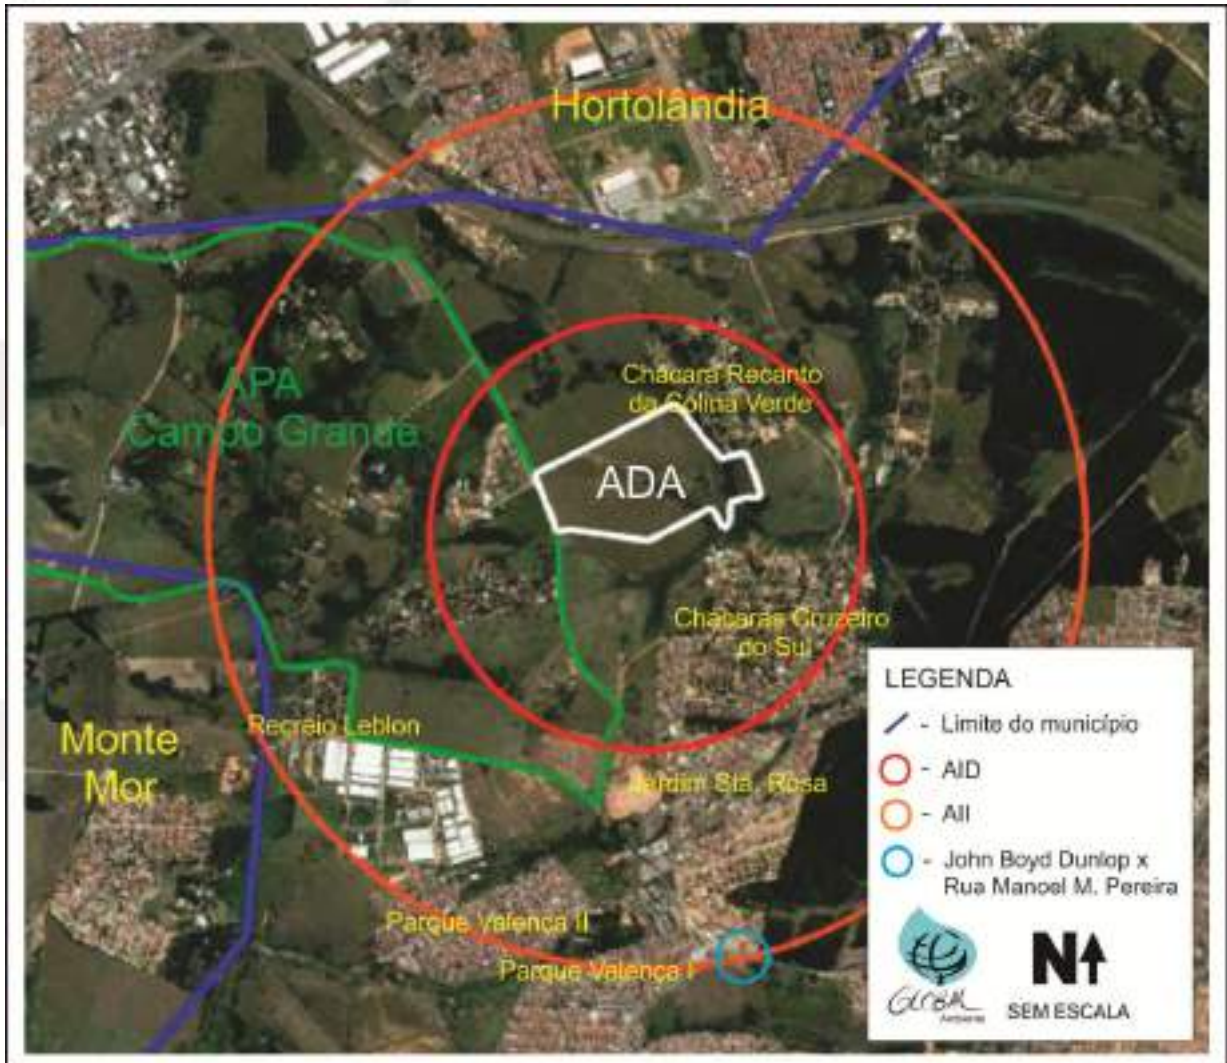 Hortolândia
Chácara Recanto
da Colina Verde
APA
Campo Grande
ADA
Chácaras Cruzeiro
do Sul
Recreio Leblon
Monte
Mor
Jardim Sta. Rosa
Parque Valença II
Parque Valença I
LEGENDA
- Limite do município
- AID
- AII
- John Boyd Dunlop x
Rua Manoel M. Pereira
GLOBAL
Ambiente
N
SEM ESCALA